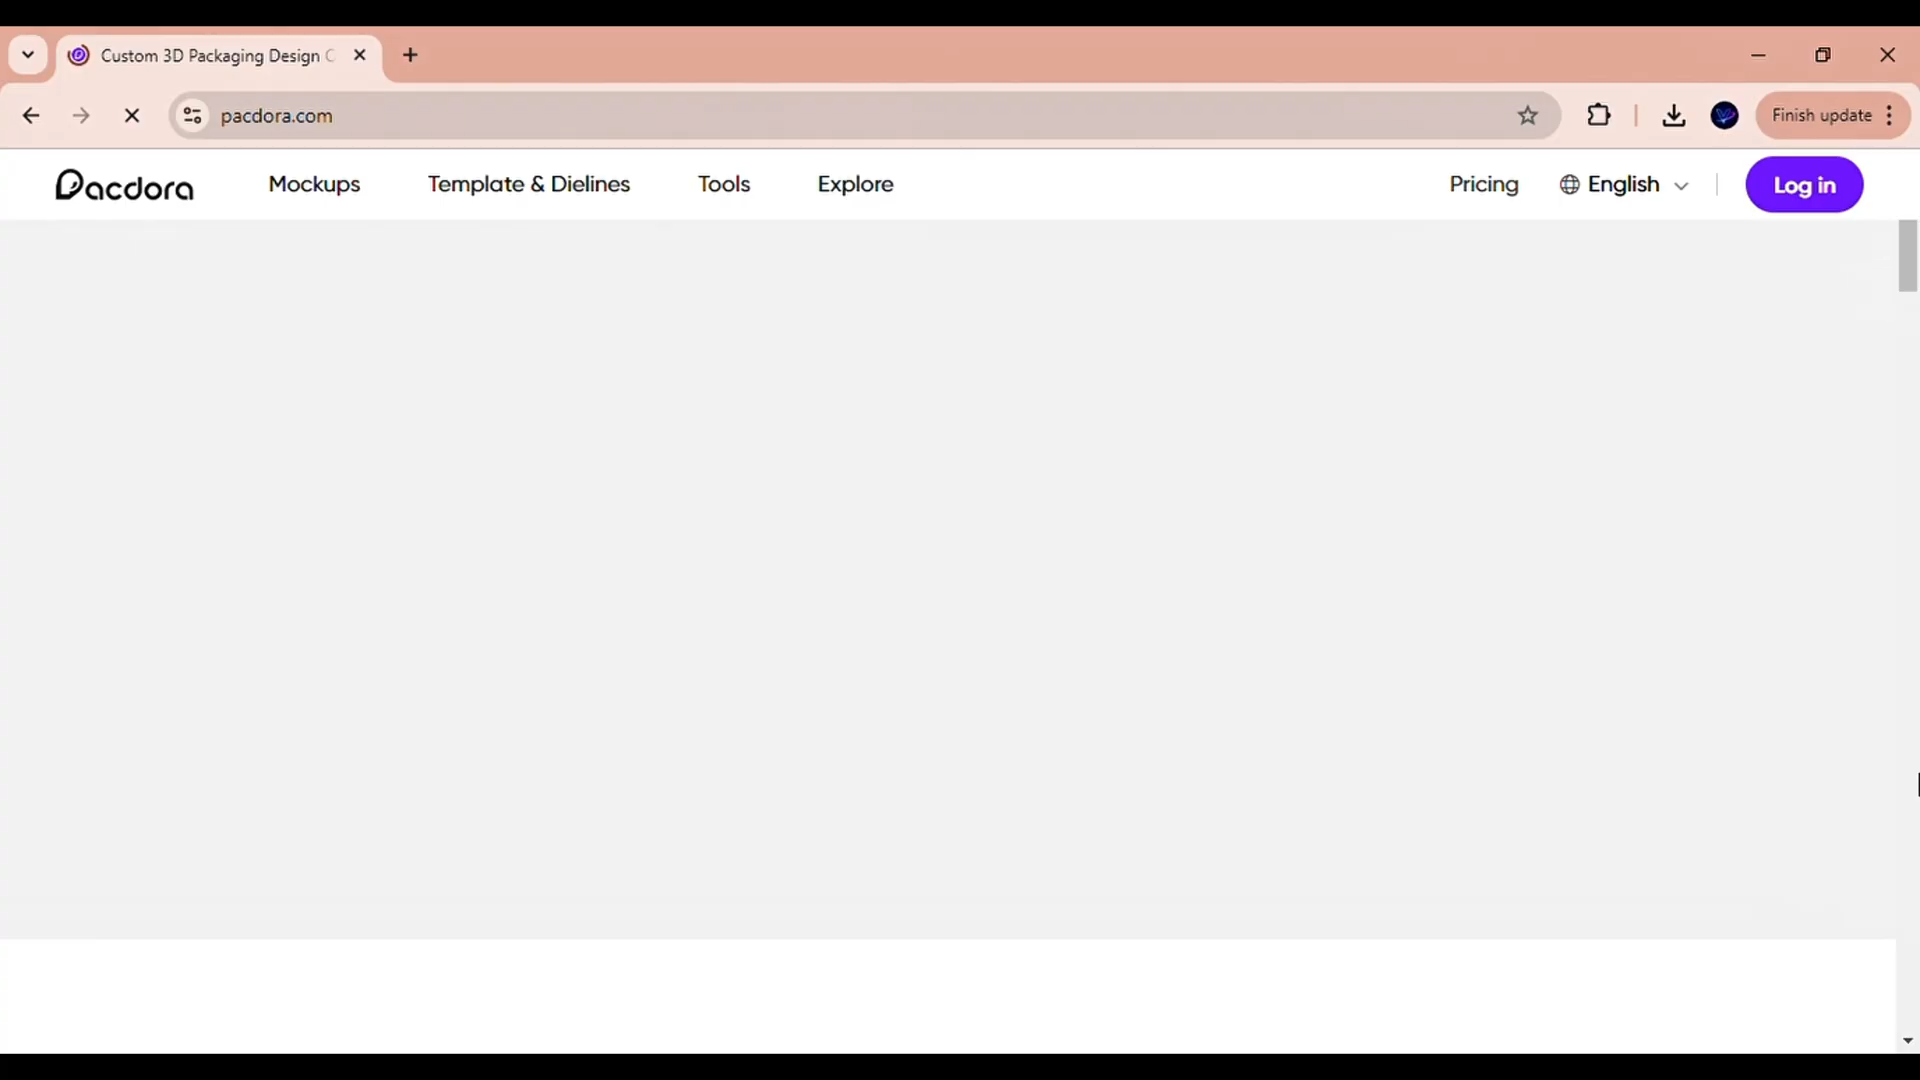 Custom 3D Packaging Design C
pacdora.com
Finish update
Pacdora
Mockups
Template & Dielines
Tools
Explore
Pricing
English
Log in